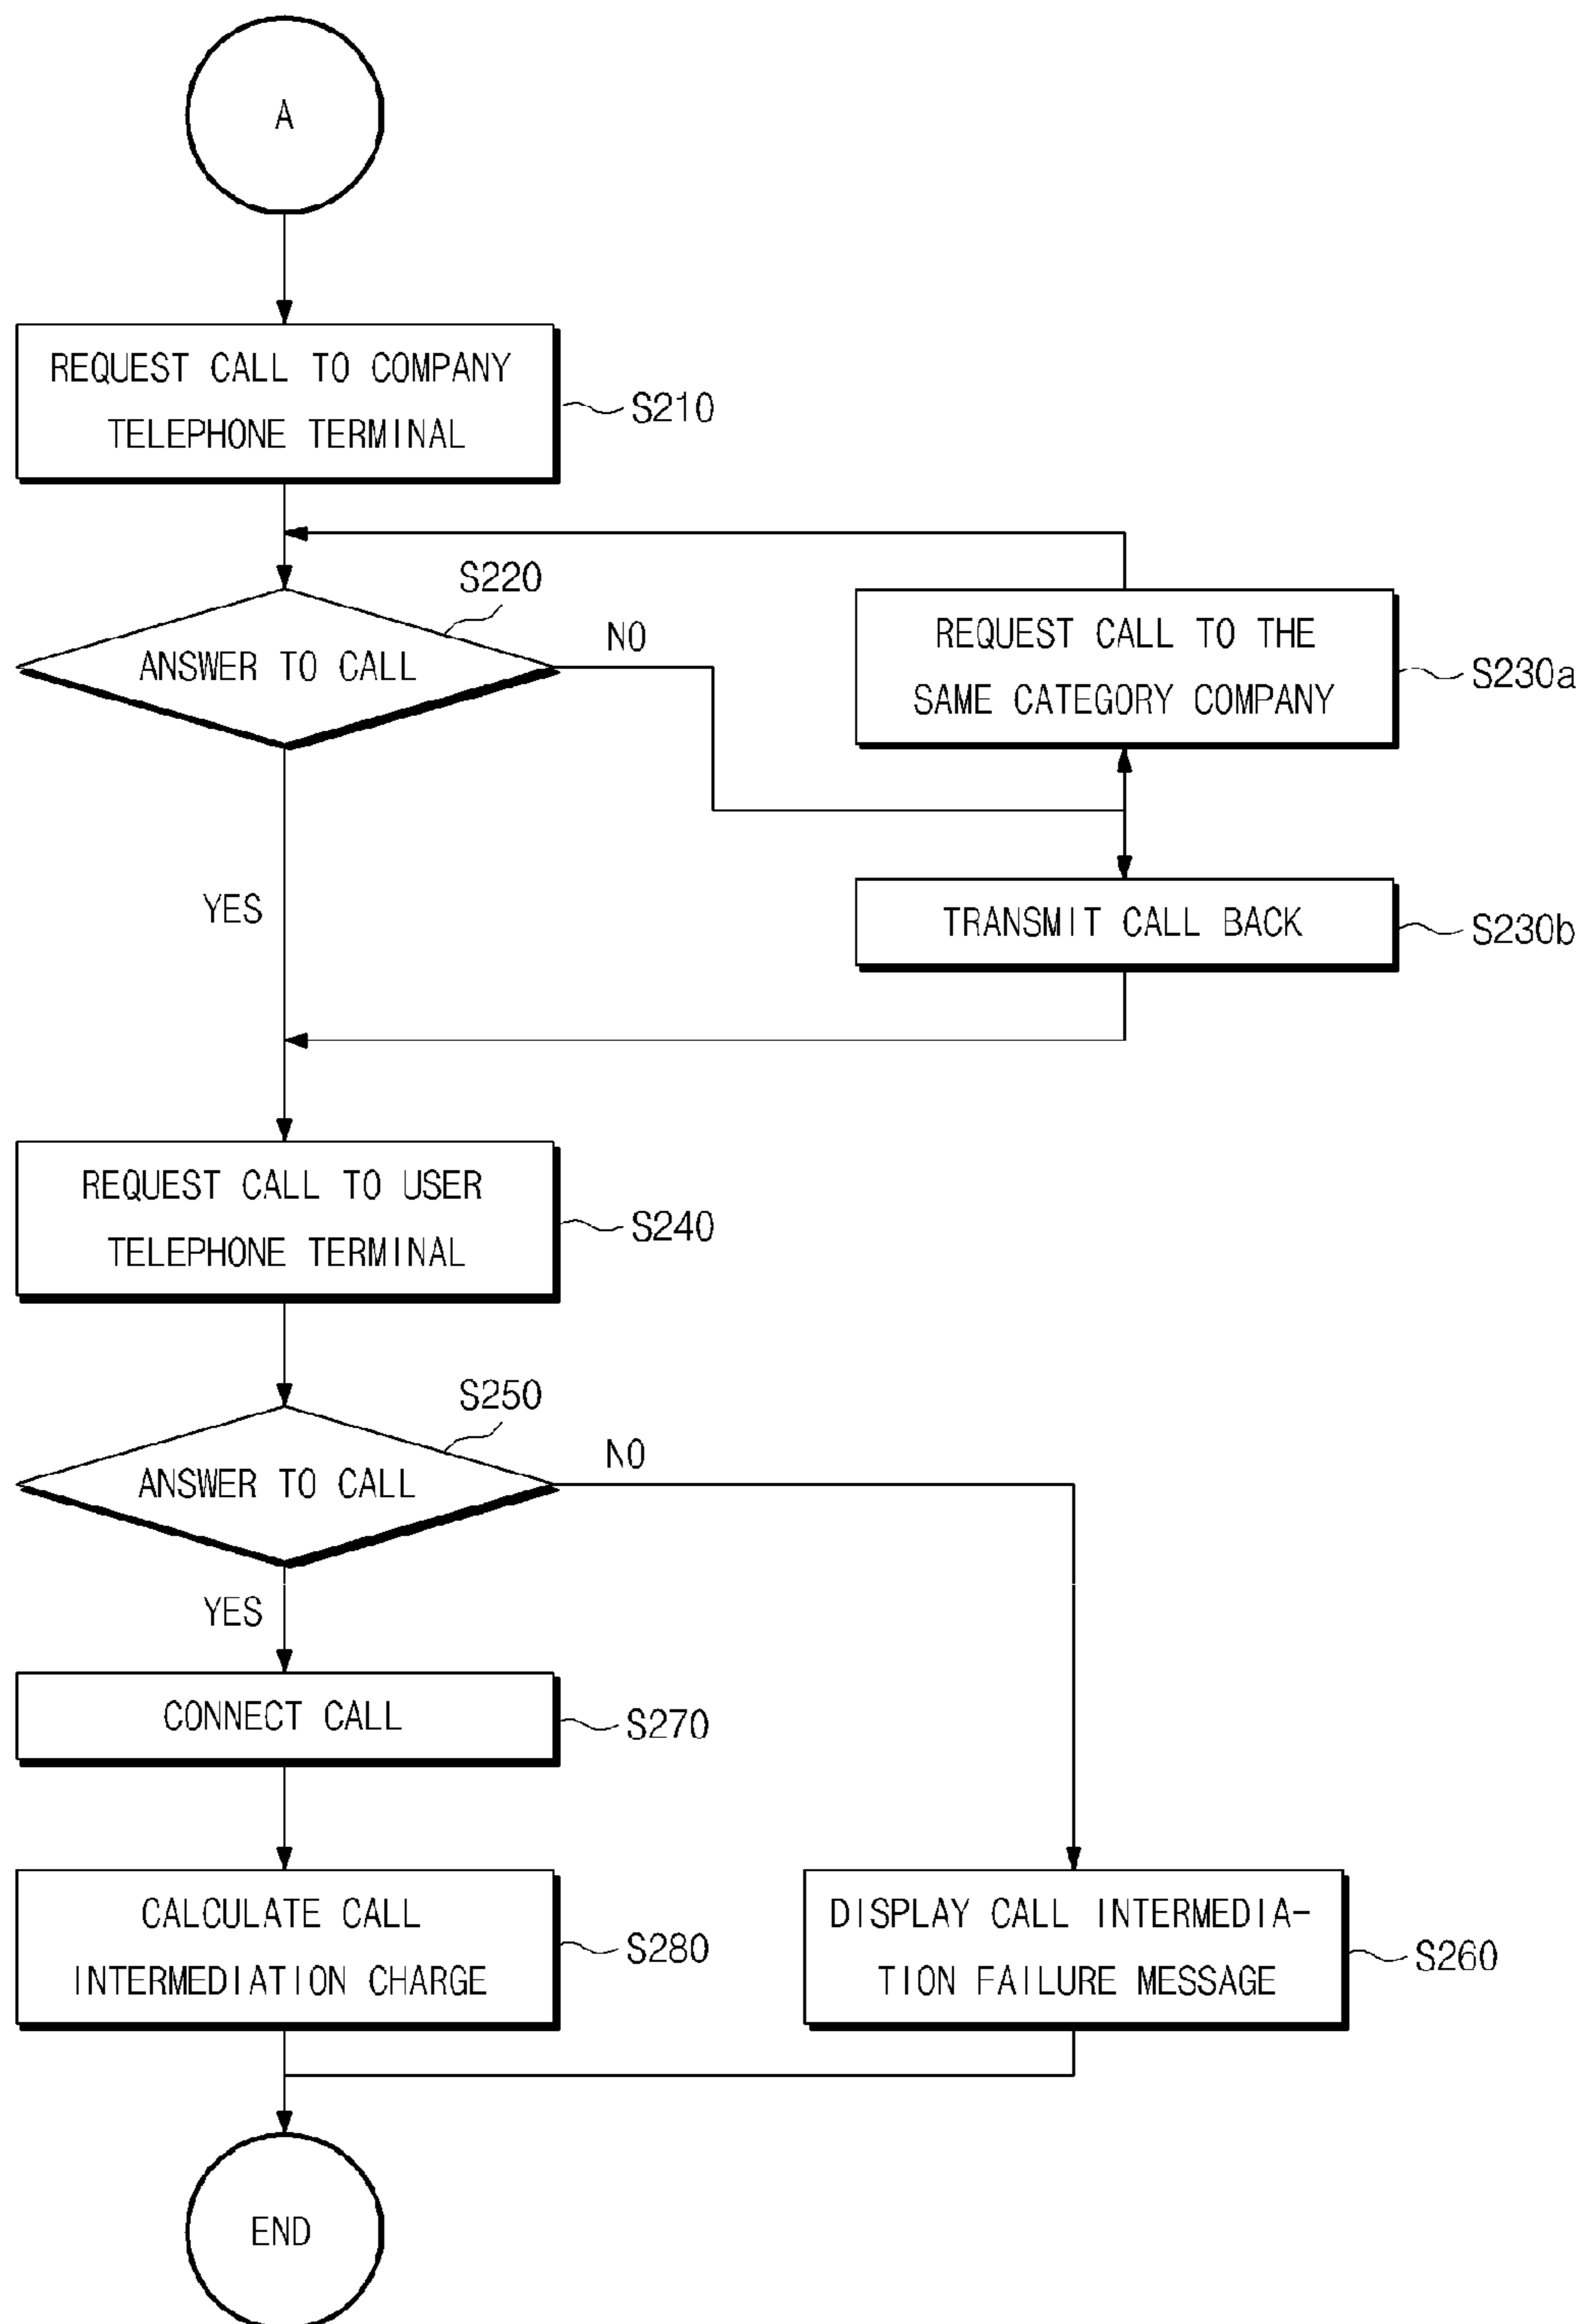 A
REQUEST CALL TO COMPANY
TELEPHONE TERMINAL
S210
S220
ANSWER TO CALL
NO
REQUEST CALL TO THE
SAME CATEGORY COMPANY
S230a
YES
TRANSMIT CALL BACK
S230b
REQUEST CALL TO USER
TELEPHONE TERMINAL
S240
S250
ANSWER TO CALL
NO
YES
CONNECT CALL
S270
CALCULATE CALL
INTERMEDIATION CHARGE
S280
DISPLAY CALL INTERMEDIA-
TION FAILURE MESSAGE
S260
END